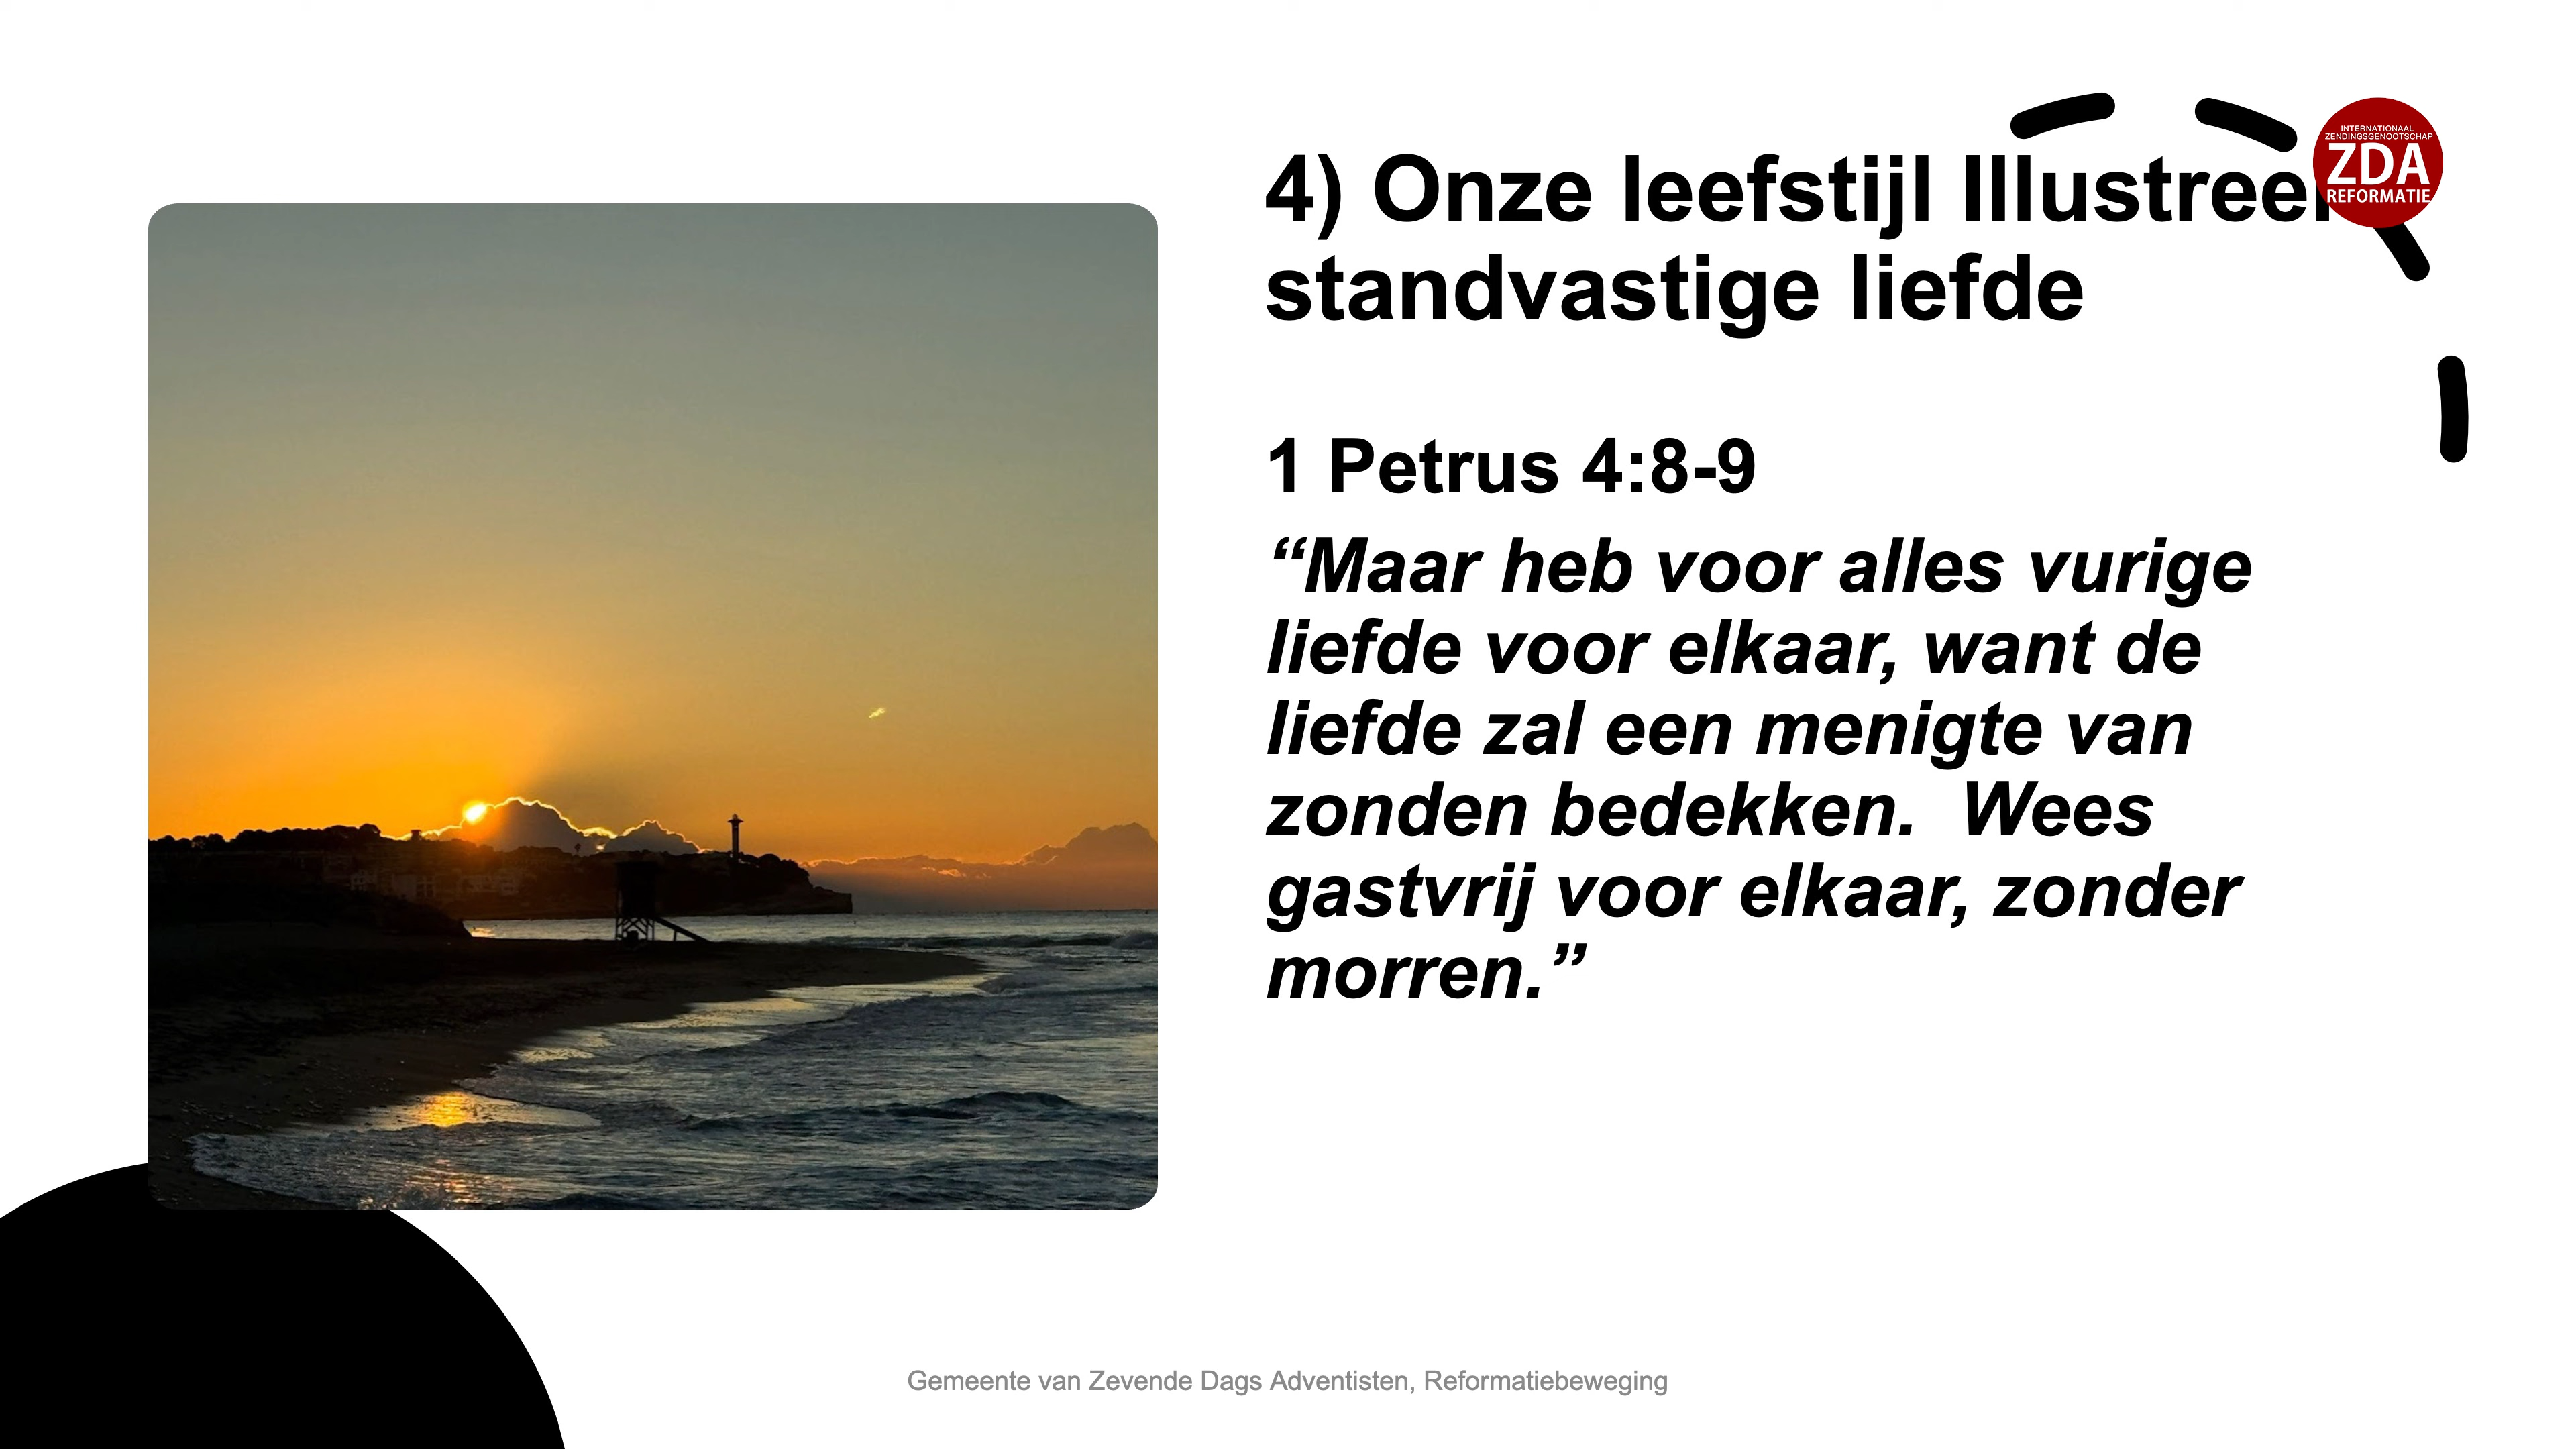 4) Onze leefstijl
standvastige liefde
INTERNATIONAAL
ZENDINGSGENOOTSCHAP
ZDA
REFORMATIE
1 Petrus 4:8-9
“Maar heb voor alles vurige
liefde voor elkaar, want de
liefde zal een menigte van
zonden bedekken.  Wees
gastvrij voor elkaar, zonder
morren.”
Gemeente van Zevende Dags Adventisten, Reformatiebeweging